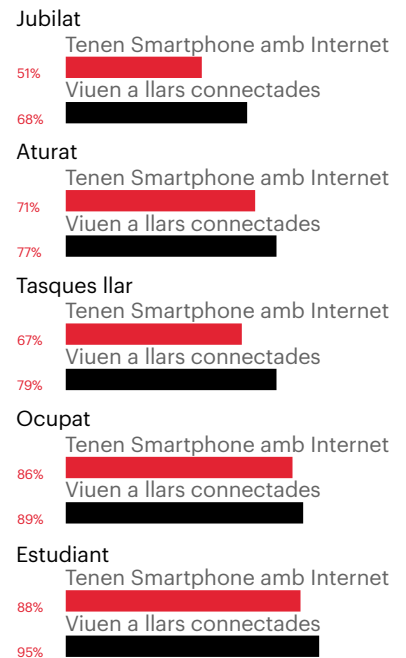 Jubilat
Tenen Smartphone amb Internet
51%
Viuen a llars connectades
68%
Aturat
Tenen Smartphone amb Internet
71%
Viuen a llars connectades
77%
Tasques llar
Tenen Smartphone amb Internet
67%
Viuen a llars connectades
79%
Ocupat
Tenen Smartphone amb Internet
86%
Viuen a llars connectades
89%
Estudiant
Tenen Smartphone amb Internet
88%
Viuen a llars connectades
95%